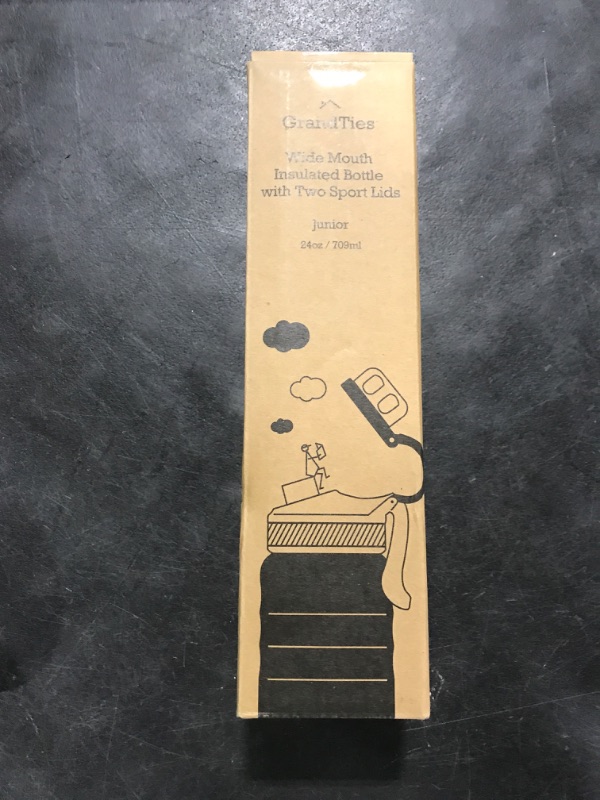 GrandTies
Wide Mouth
Insulated Bottle
with Two Sport Lids
Junior
24oz / 709ml